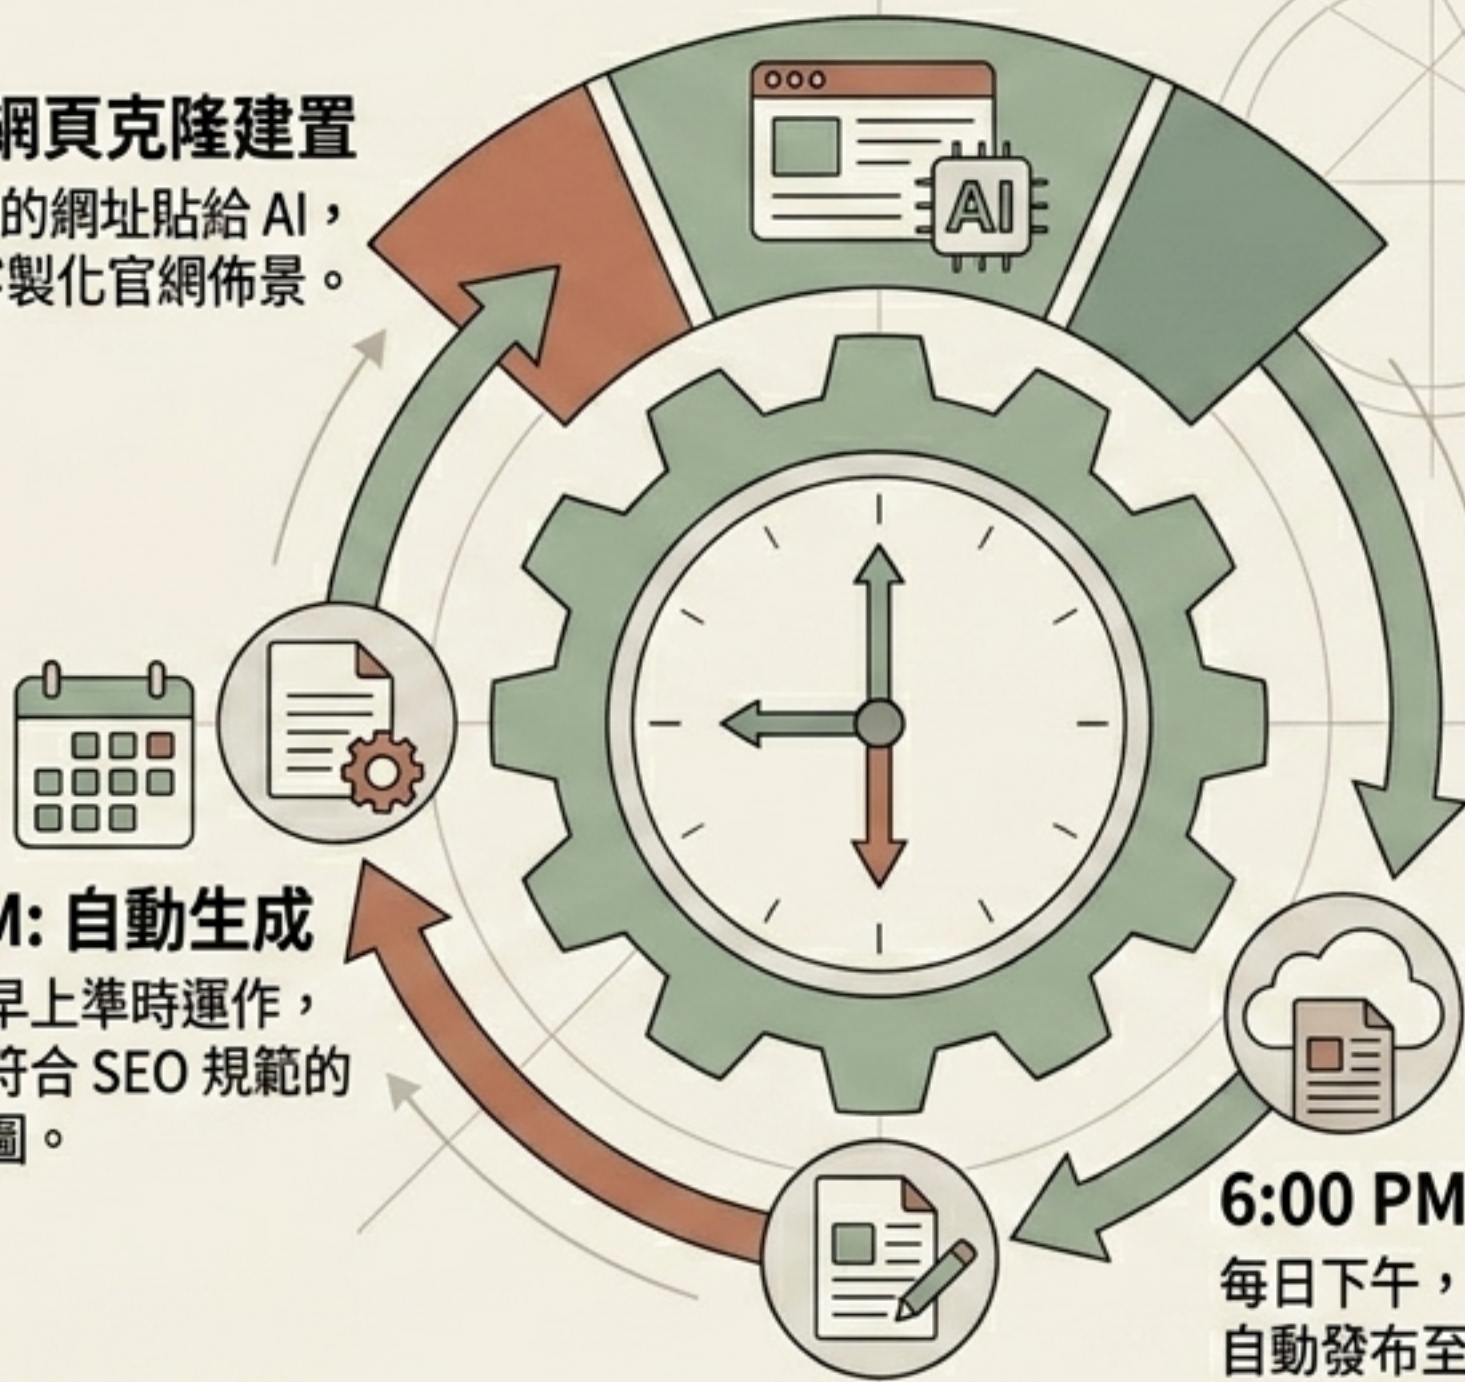 網頁克隆建置
的網址貼給 AI，
製化官網佈景。
AI
M: 自動生成
早上準時運作，
符合 SEO 規範的
圖。
6:00 PM
每日下午，
自動發布至